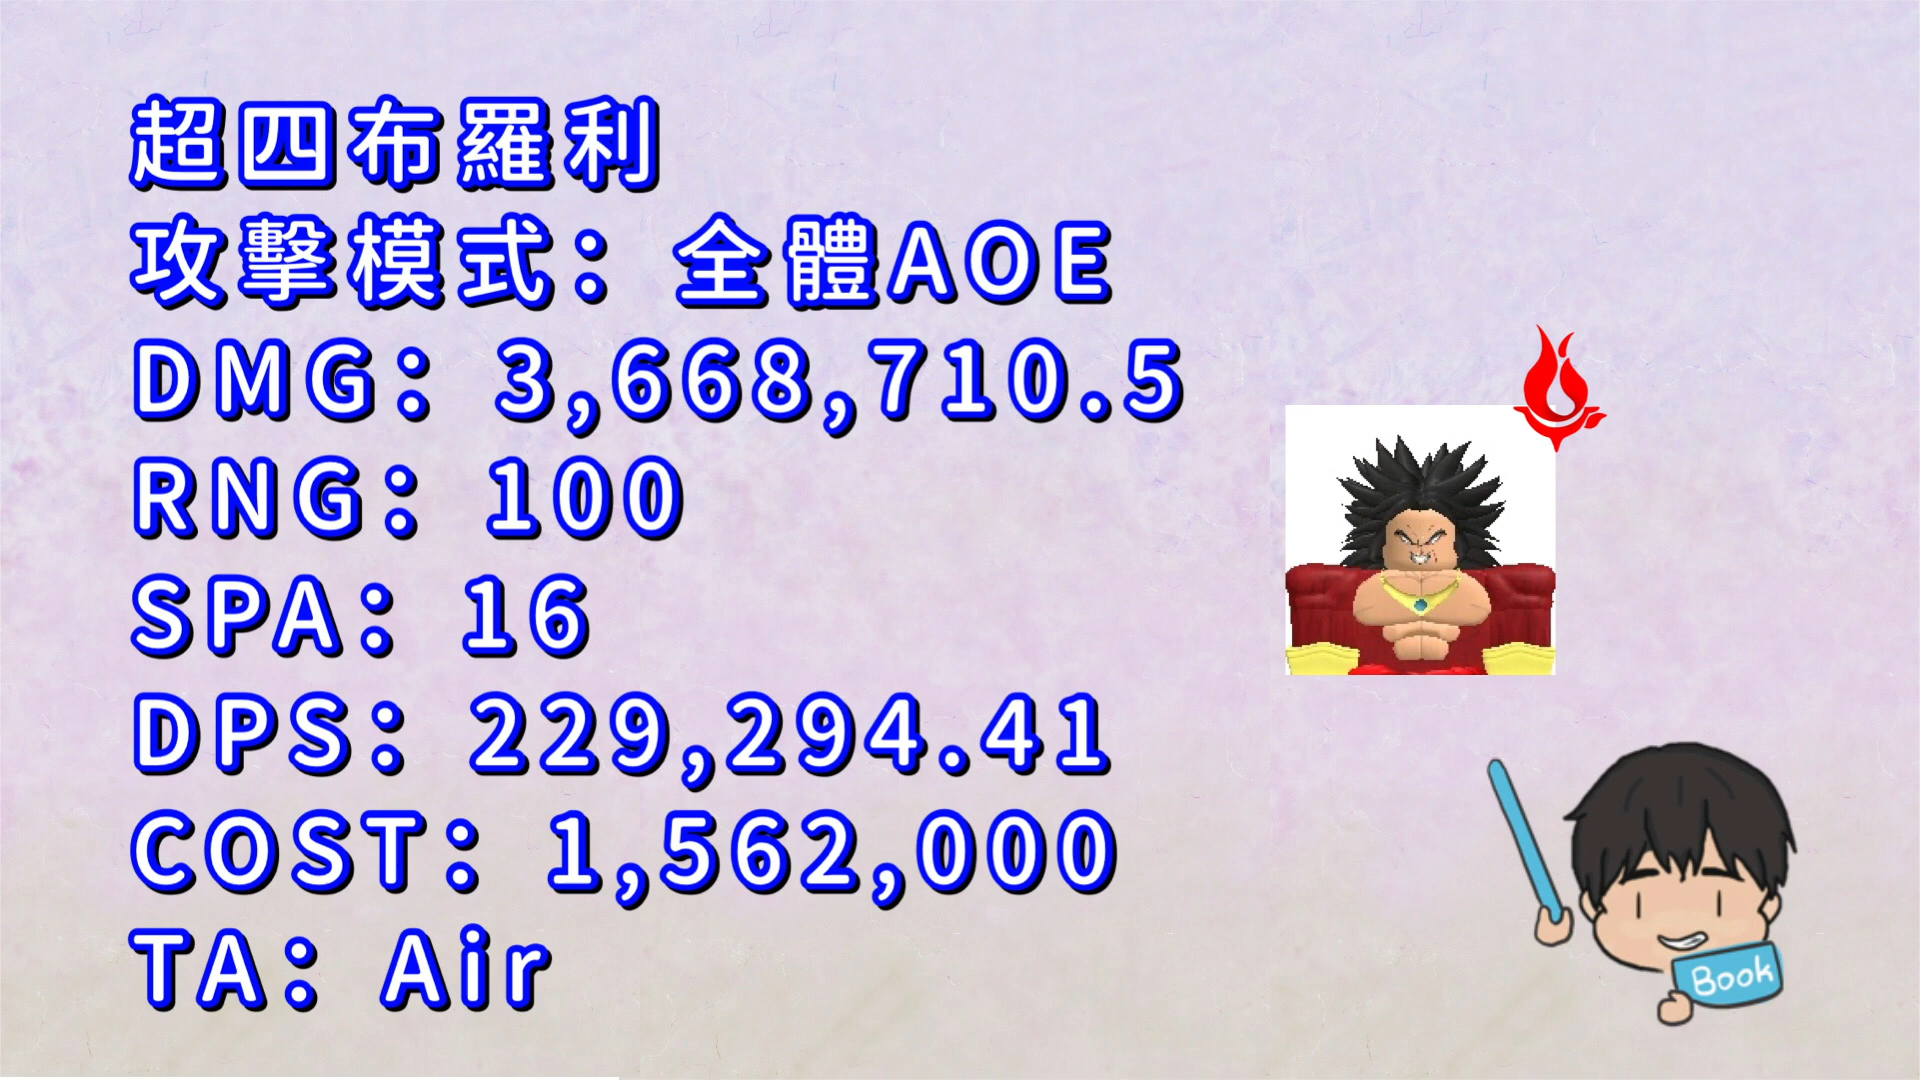 超四布羅利
攻擊模式：全體AOE
DMG：3,668,710.5
RNG：100
SPA：16
DPS：229,294.41
COST：1,562,000
TA：Air
Book